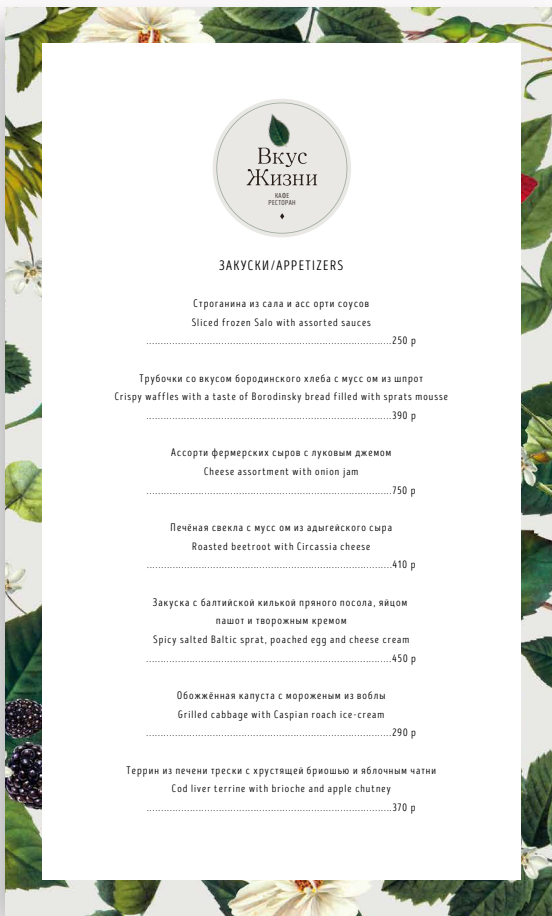 Вкус
Жизни
КАФЕ
РЕСТОРАН
ЗАКУСКИ/APPETIZERS
Строганина из сала и асс орти соусов
Sliced frozen Salo with assorted sauces
....................................................................................250 р
Трубочки со вкусом бородинского хлеба с мусс ом из шпрот
Crispy waffles with a taste of Borodinsky bread filled with sprats mousse
....................................................................................390 р
Ассорти фермерских сыров с луковым джемом
Cheese assortment with onion jam
....................................................................................750 р
Печёная свекла с мусс ом из адыгейского сыра
Roasted beetroot with Circassia cheese
....................................................................................410 р
Закуска с балтийской килькой пряного посола, яйцом
пашот и творожным кремом
Spicy salted Baltic sprat, poached egg and cheese cream
....................................................................................450 р
Обожжённая капуста с мороженым из воблы
Grilled cabbage with Caspian roach ice-cream
....................................................................................290 р
Террин из печени трески с хрустящей бриошью и яблочным чатни
Cod liver terrine with brioche and apple chutney
....................................................................................370 р